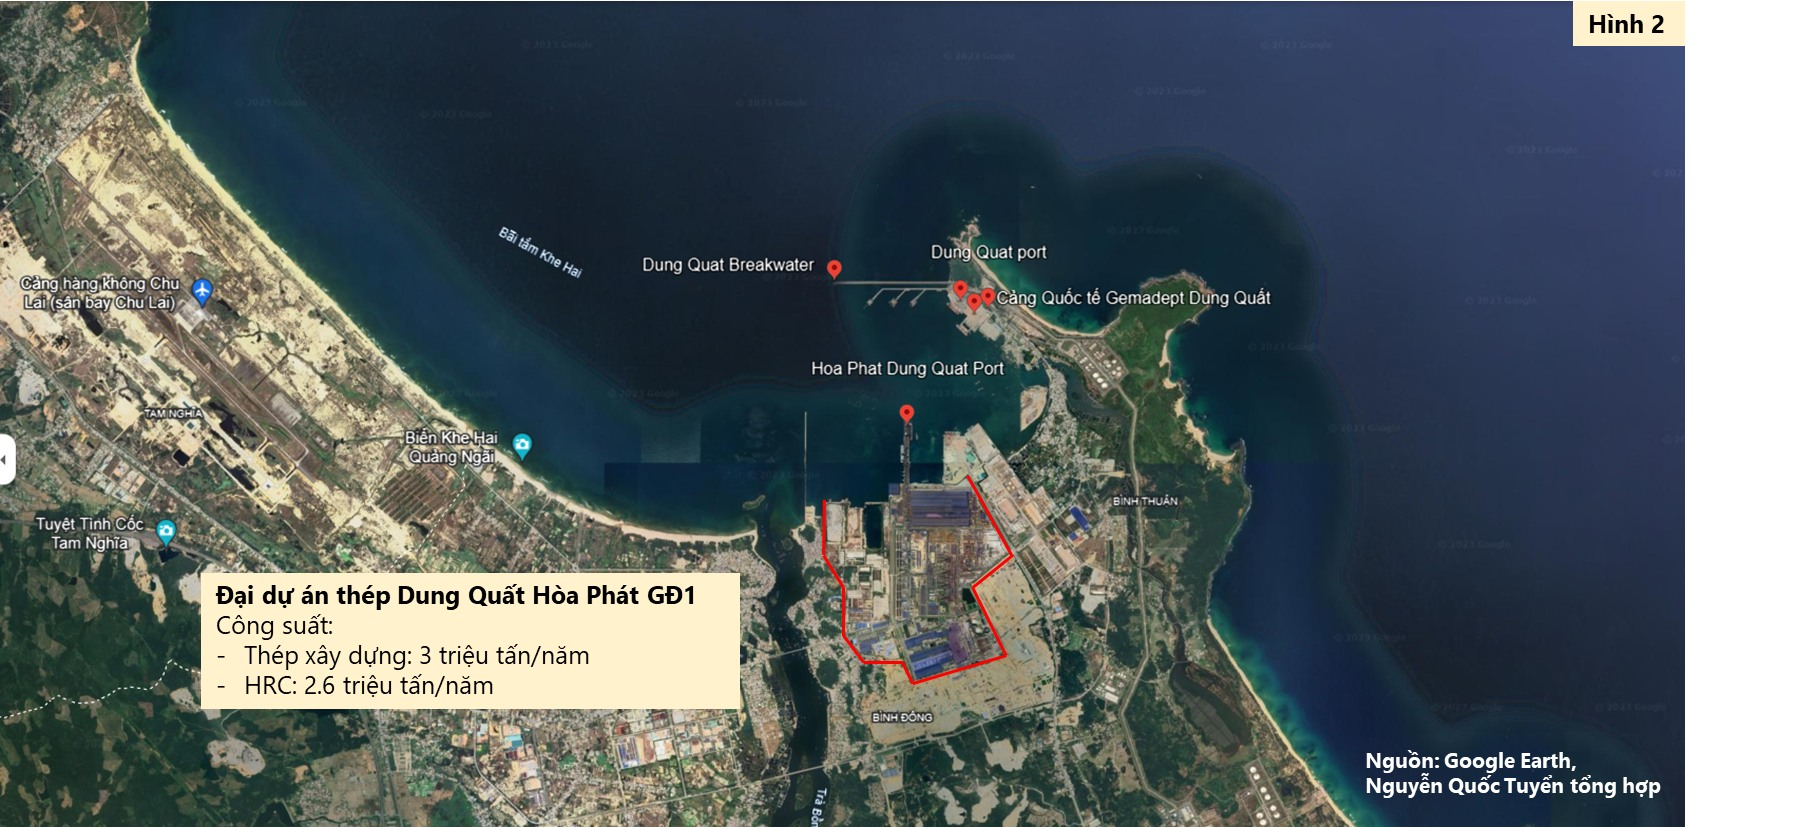 Hình 2
Bãi tắm Khe Hai
Dung Quat Breakwater
Dung Quat port
Cảng hàng không Chu
Lai (sân bay Chu Lai)
Cảng Quốc tế Gemadept Dung Quất
Hoa Phat Dung Quat Port
TAM NGHĨA
Biển Khe Hai
Quảng Ngãi
BÌNH THUẬN
Tuyệt Tình Cốc
Tam Nghĩa
Đại dự án thép Dung Quất Hòa Phát GĐ1
Công suất:
- Thép xây dựng: 3 triệu tấn/năm
- HRC: 2.6 triệu tấn/năm
BÌNH ĐÔNG
Nguồn: Google Earth,
Nguyễn Quốc Tuyển tổng hợp